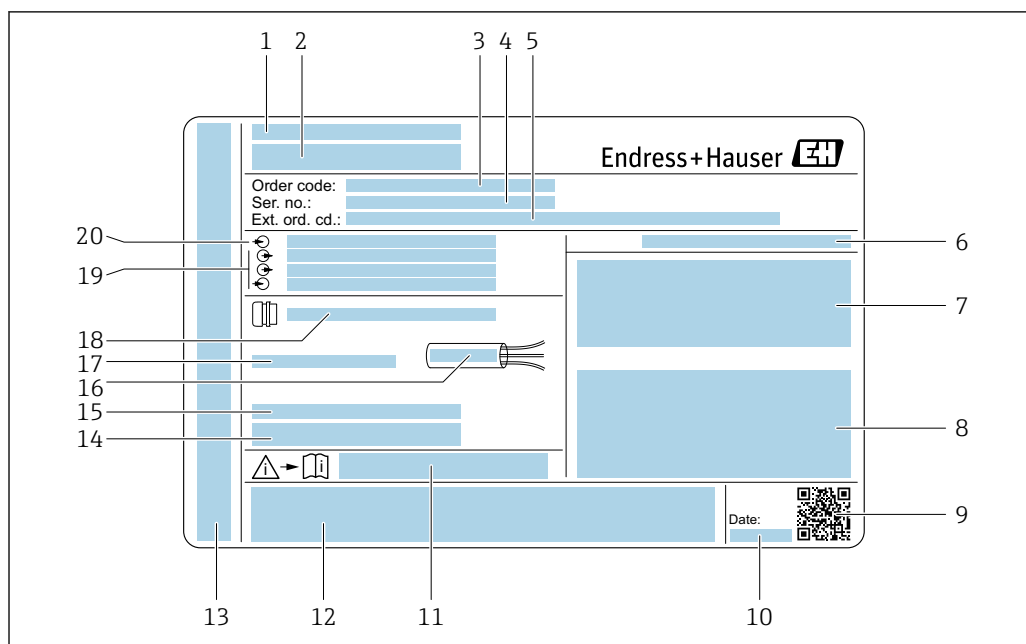 1 2 3 4 5
Endress+Hauser EH
Order code:
Ser. no.:
Ext. ord. cd.:
20
6
19
7
i
18
17
16
15
14
8
i
i
Date:
9
13 12 11 10